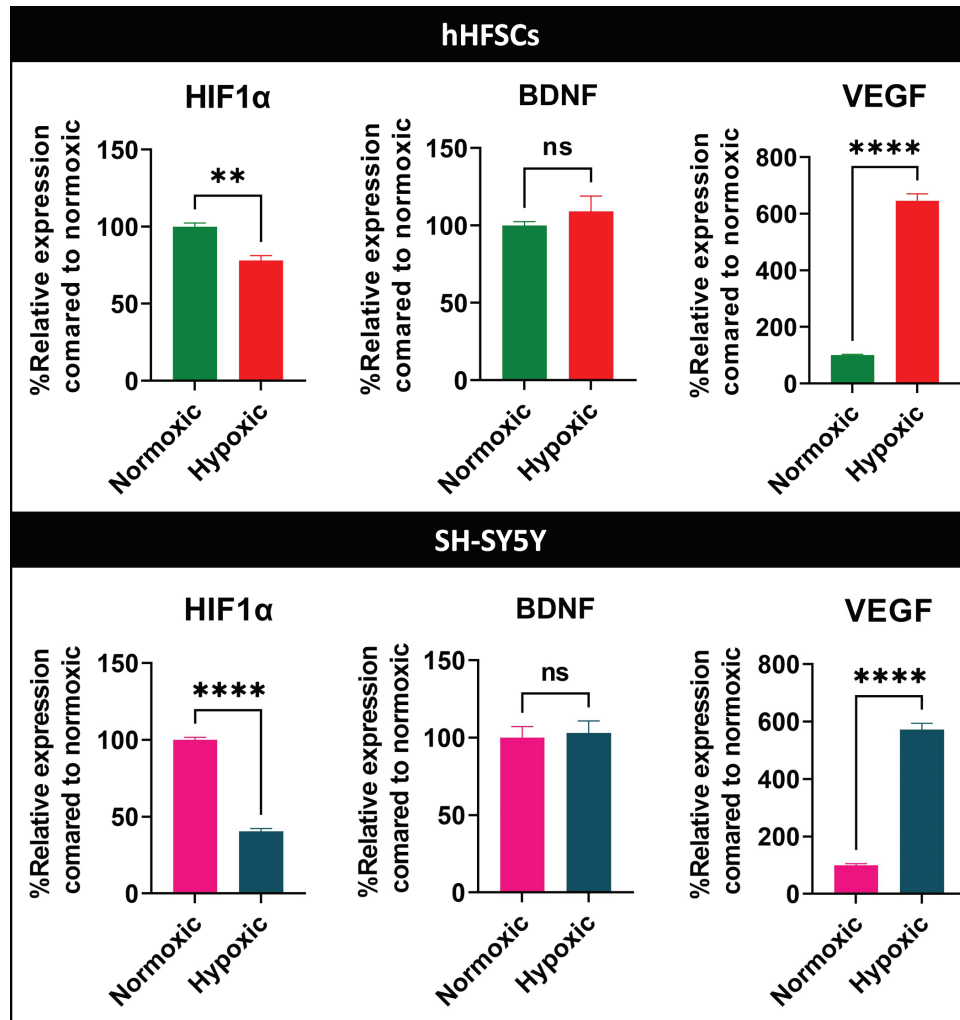 hHFSCs
HIF1α
BDNF
VEGF
%Relative expression
comared to normoxic
150
100
50
0
**
Normoxic
Hypoxic
%Relative expression
comared to normoxic
150
100
50
0
ns
Normoxic
Hypoxic
%Relative expression
comared to normoxic
800
600
400
200
0
****
Normoxic
Hypoxic
SH-SY5Y
HIF1α
BDNF
VEGF
%Relative expression
comared to normoxic
150
100
50
0
****
Normoxic
Hypoxic
%Relative expression
comared to normoxic
150
100
50
0
ns
Normoxic
Hypoxic
%Relative expression
comared to normoxic
800
600
400
200
0
****
Normoxic
Hypoxic